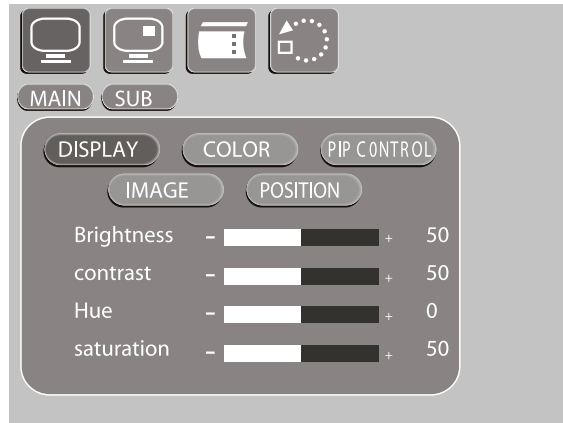 MAIN SUB
DISPLAY COLOR PIP CONTROL
IMAGE POSITION
Brightness - + 50
contrast - + 50
Hue - + 0
saturation - + 50